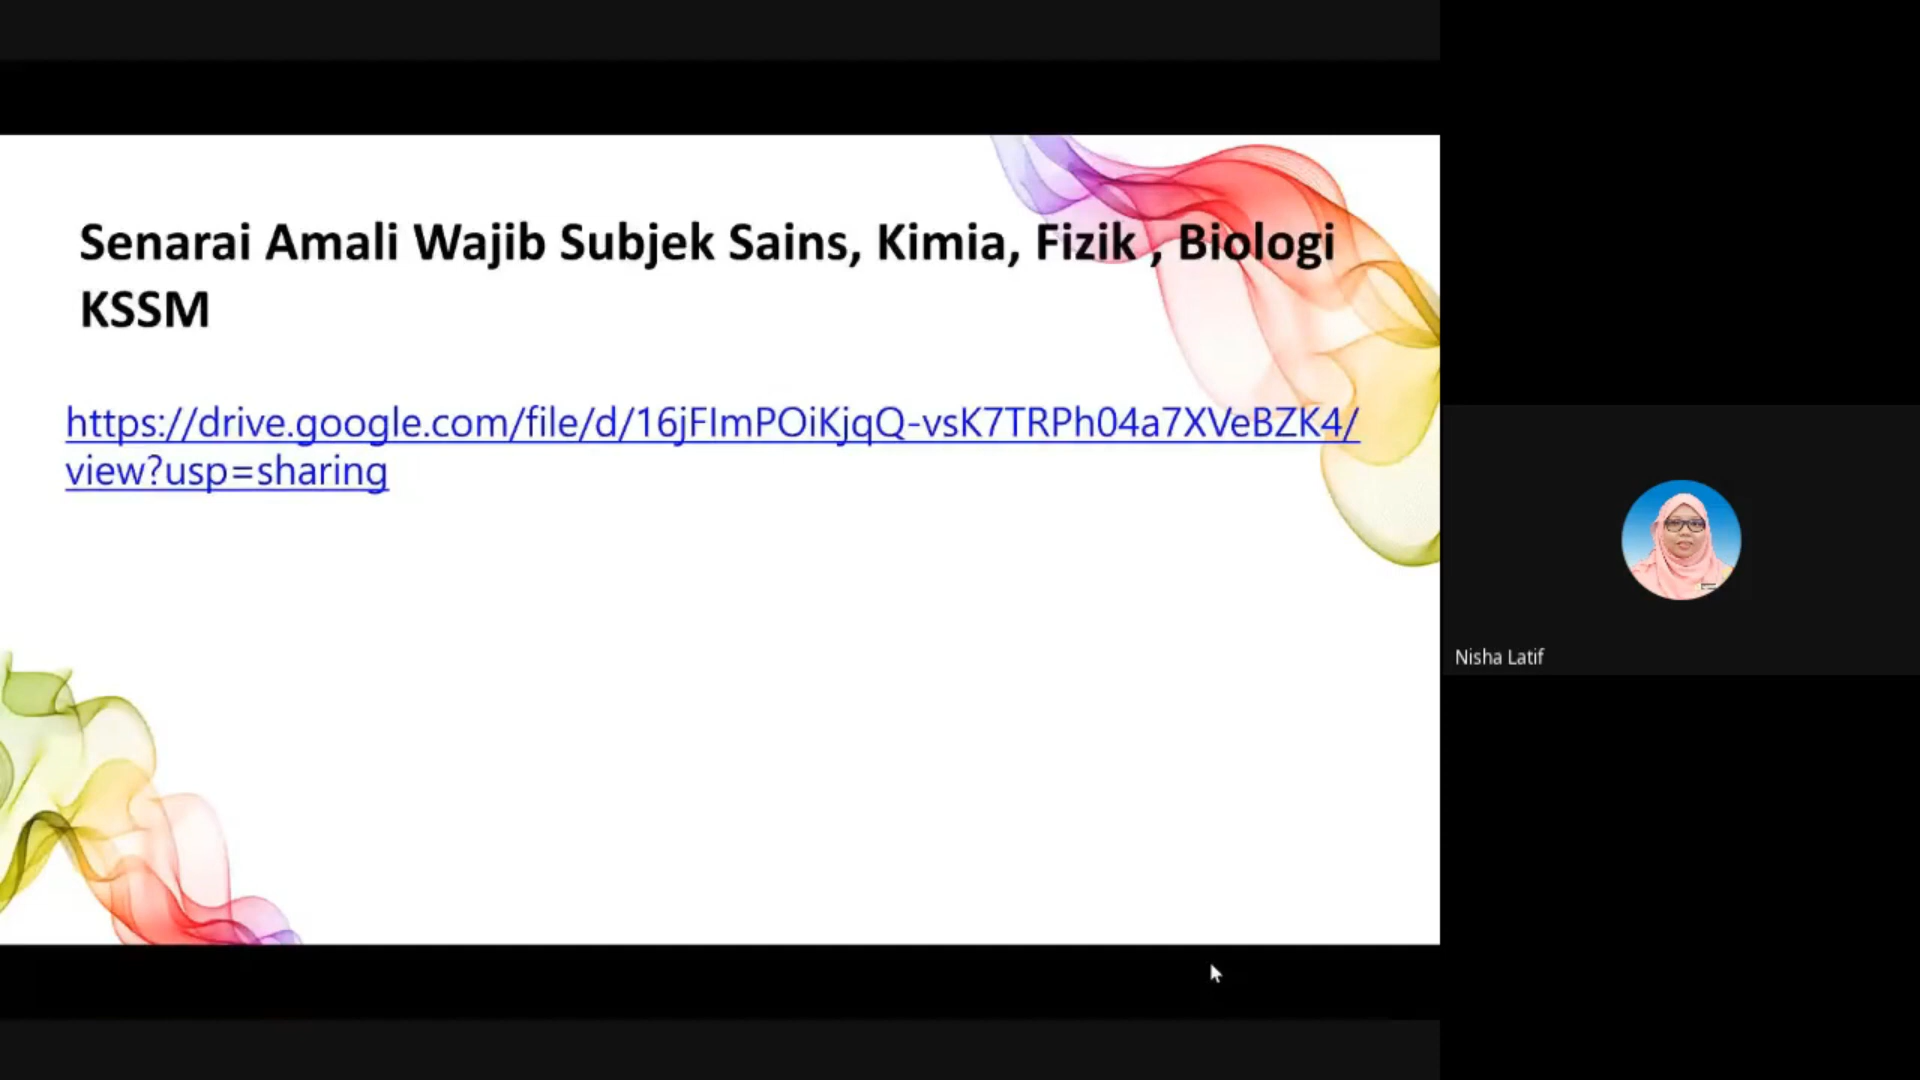 Senarai Amali Wajib Subjek Sains, Kimia, Fizik , Biologi
KSSM
https://drive.google.com/file/d/16jFImPOiKjqQ-vsK7TRPh04a7XVeBZK4/
view?usp=sharing
Nisha Latif